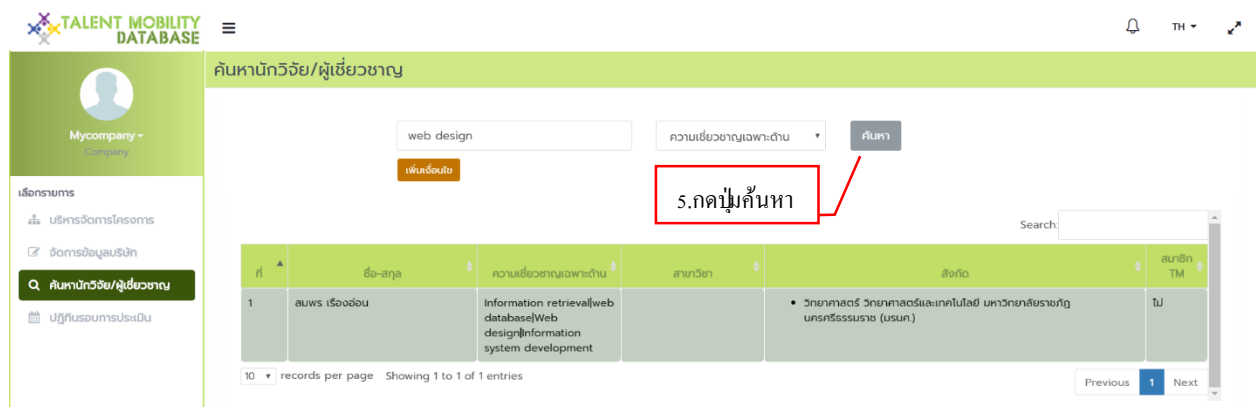 TALENT MOBILITY
DATABASE
TH
Mycompany
Company
เลือกรายการ
บริหารจัดการโครงการ
จัดการข้อมูลบริษัท
ค้นหานักวิจัย/ผู้เชี่ยวชาญ
ปฏิทินรอบการประเมิน
ค้นหานักวิจัย/ผู้เชี่ยวชาญ
web design
ความเชี่ยวชาญเฉพาะด้าน
ค้นหา
เพิ่มเงื่อนไข
5.กดปุ่มค้นหา
Search:
ที่
ชื่อ-สกุล
ความเชี่ยวชาญเฉพาะด้าน
สาขาวิชา
สังกัด
สมาชิก
TM
1
สมพร เรืองอ่อน
Information retrieval|web
database|Web
design|Information
system development
วิทยาศาสตร์ วิทยาศาสตร์และเทคโนโลยี มหาวิทยาลัยราชภัฏ
นครศรีธรรมราช (มรนศ.)
ไม่
10 records per page Showing 1 to 1 of 1 entries
Previous 1 Next